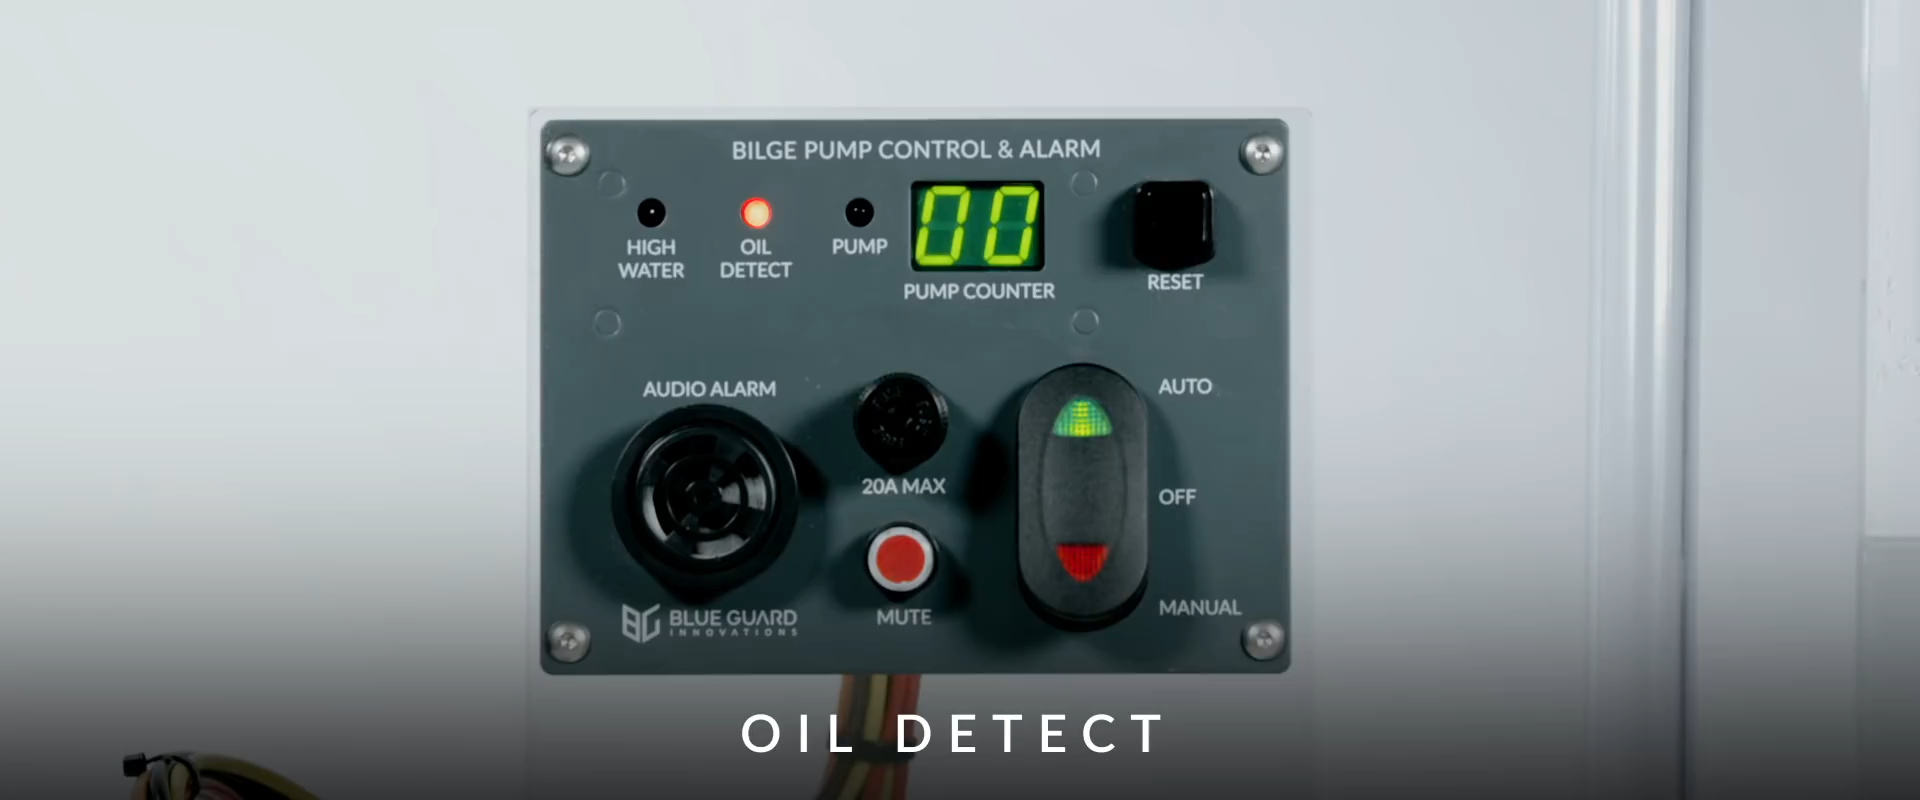 BILGE PUMP CONTROL & ALARM
HIGH
WATER
OIL
DETECT
PUMP
00
PUMP COUNTER
RESET
AUDIO ALARM
20A MAX
MUTE
AUTO
OFF
MANUAL
BG BLUE GUARD
INNOVATIONS
OIL DETECT